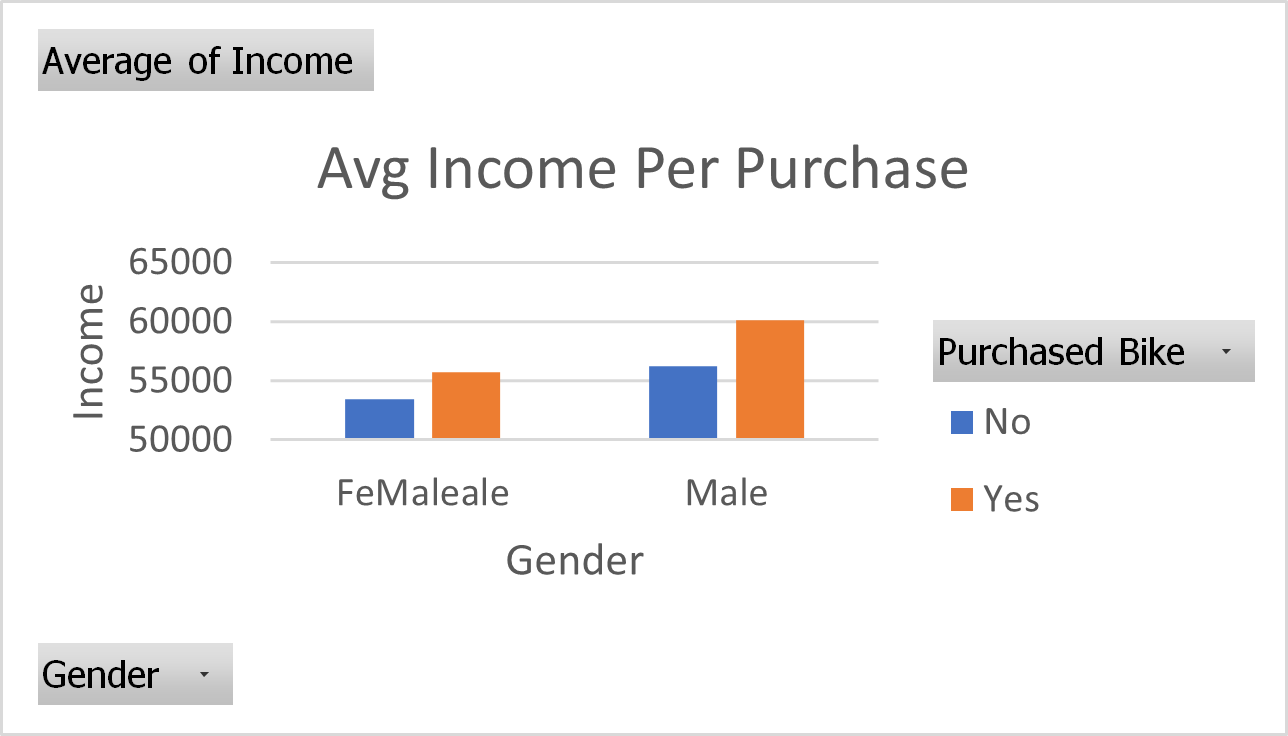 Average of Income
Avg Income Per Purchase
65000
60000
55000
50000
Income
FeMaleale
Male
Gender
Purchased Bike
No
Yes
Gender